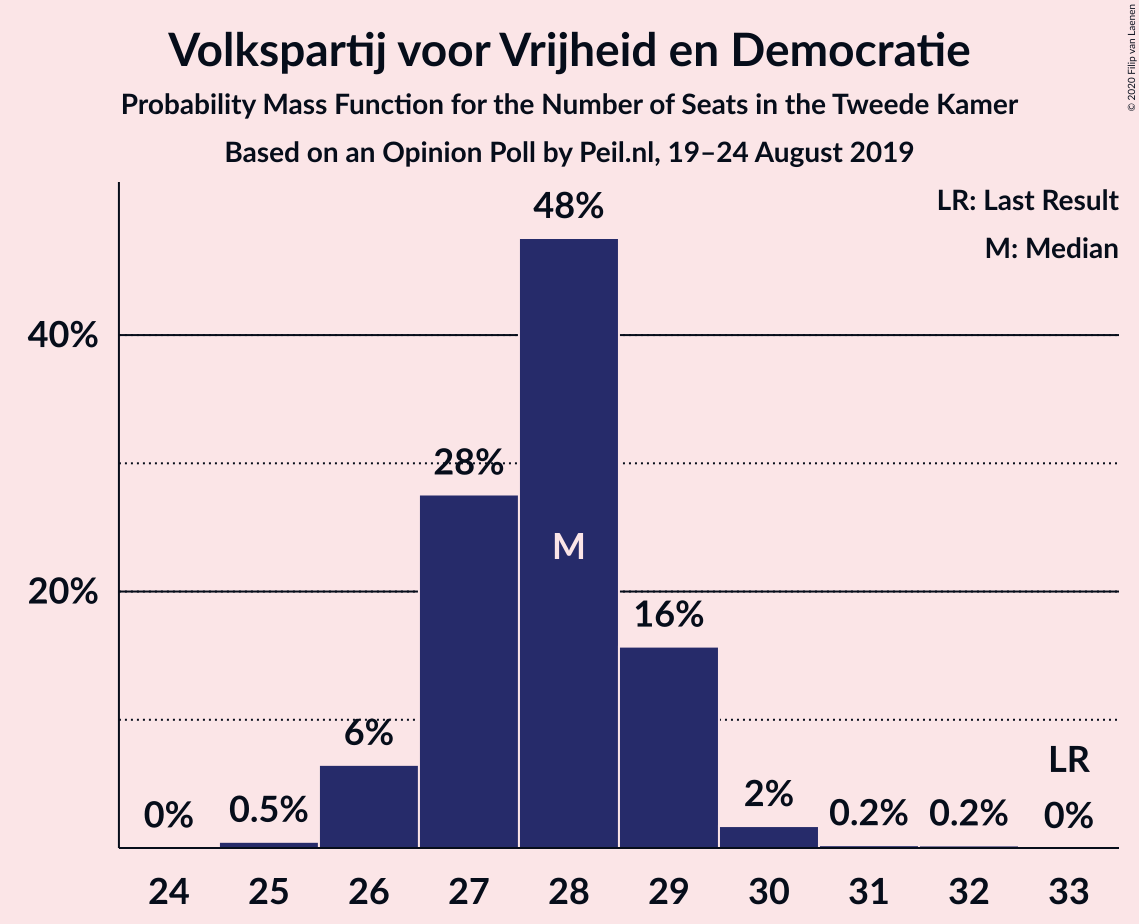 Volkspartij voor Vrijheid en Democratie
Probability Mass Function for the Number of Seats in the Tweede Kamer
Based on an Opinion Poll by Peil.nl, 19–24 August 2019
© 2020 Filip van Laenen
LR: Last Result
M: Median
40%
20%
0%
0.5%
6%
28%
48%
M
16%
2%
0.2%
0.2%
LR
0%
24 25 26 27 28 29 30 31 32 33